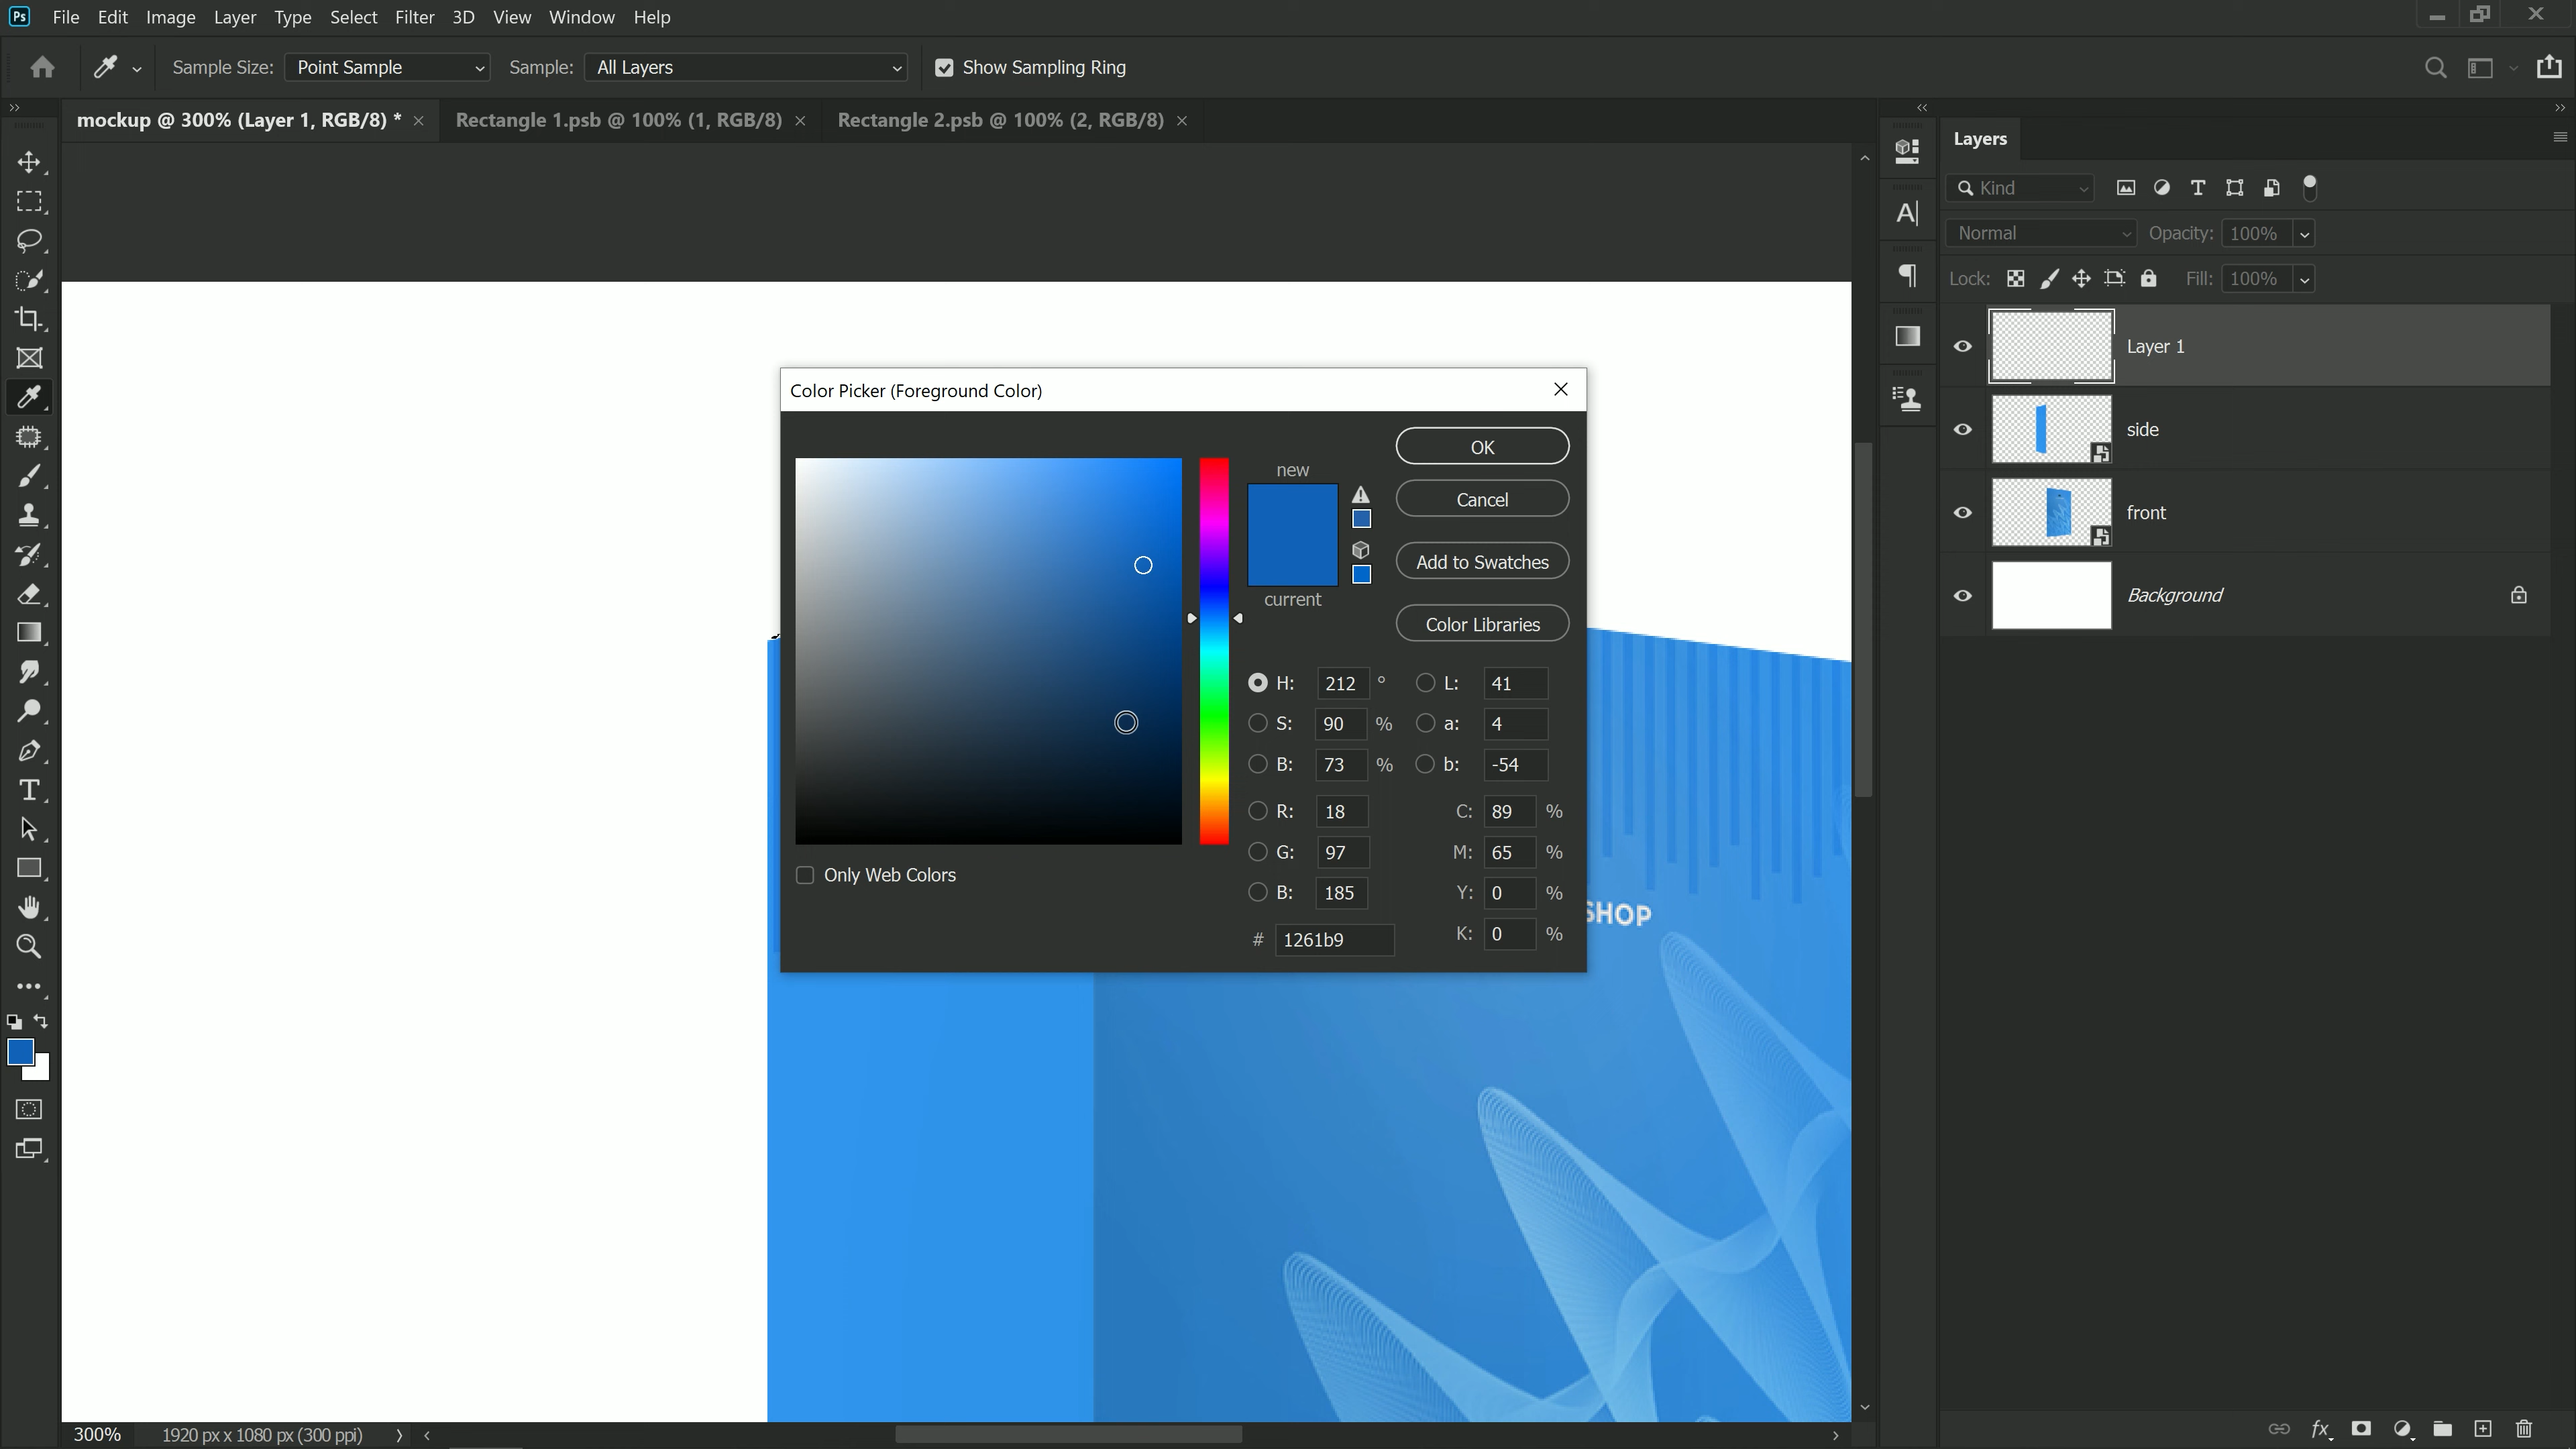 Ps File Edit Image Layer Type Select Filter 3D View Window Help
Sample Size: Point Sample Sample: All Layers Show Sampling Ring
mockup @ 300% (Layer 1, RGB/8) * Rectangle 1.psb @ 100% (1, RGB/8) Rectangle 2.psb @ 100% (2, RGB/8)
Layers
Kind
Normal Opacity: 100%
Lock: Fill: 100%
Layer 1
side
front
Background
Color Picker (Foreground Color)
new
current
OK
Cancel
Add to Swatches
Color Libraries
H: 212 ° L: 41
S: 90 % a: 4
B: 73 % b: -54
R: 18 C: 89 %
G: 97 M: 65 %
B: 185 Y: 0 %
# 1261b9 K: 0 %
Only Web Colors
SHOP
300% 1920 px x 1080 px (300 ppi)